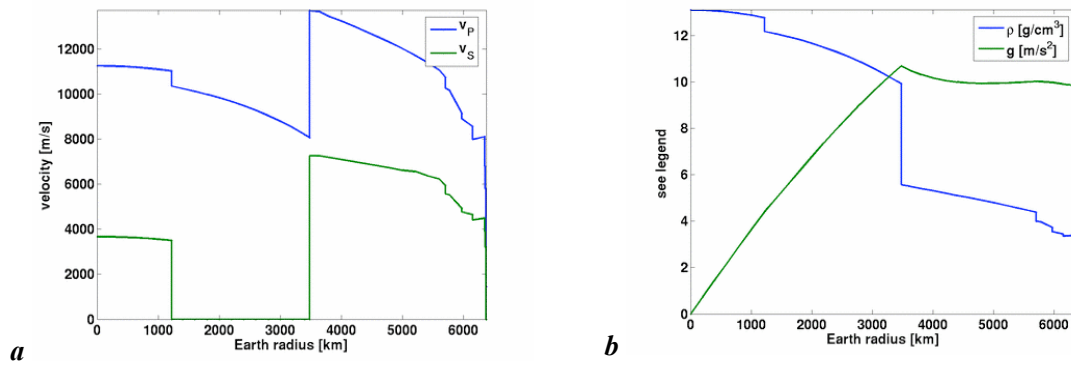 v_P
v_S
12000
10000
8000
6000
4000
2000
0
velocity [m/s]
0 1000 2000 3000 4000 5000 6000
Earth radius [km]
a
ρ [g/cm³]
g [m/s²]
12
10
8
6
4
2
0
see legend
0 1000 2000 3000 4000 5000 6000
Earth radius [km]
b